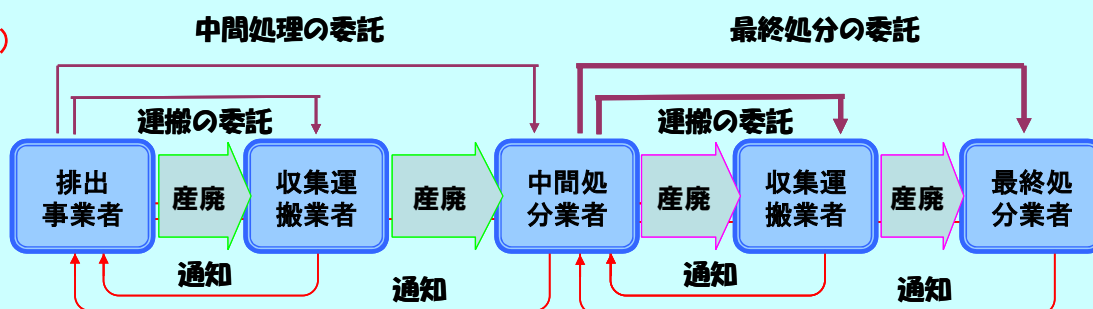 中間処理の委託
最終処分の委託
運搬の委託
運搬の委託
排出
事業者
産廃
収集運
搬業者
産廃
中間処
分業者
産廃
収集運
搬業者
産廃
最終処
分業者
通知
通知
通知
通知